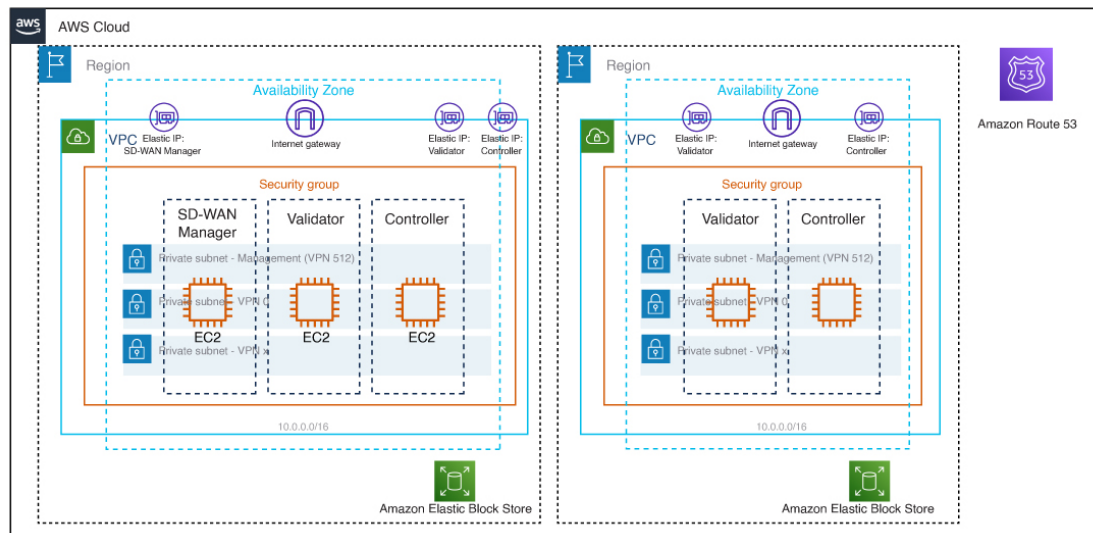 aws
AWS Cloud
Region
Availability Zone
VPC
Elastic IP:
SD-WAN Manager
Internet gateway
Elastic IP:
Validator
Elastic IP:
Controller
Security group
SD-WAN
Manager
Validator
Controller
Private subnet - Management (VPN 512)
Private subnet - VPN 0
EC2
EC2
EC2
Private subnet - VPN x
10.0.0.0/16
Amazon Elastic Block Store
Region
Availability Zone
VPC
Elastic IP:
Validator
Internet gateway
Elastic IP:
Controller
Security group
Validator
Controller
Private subnet - Management (VPN 512)
Private subnet - VPN 0
Private subnet - VPN x
10.0.0.0/16
Amazon Elastic Block Store
53
Amazon Route 53